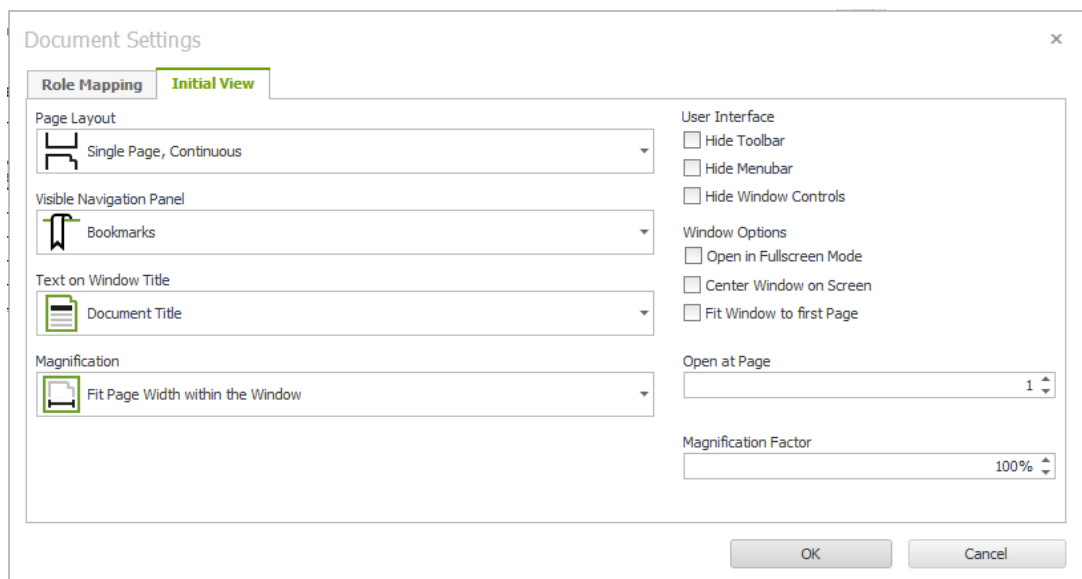 Document Settings
Role Mapping
Initial View
Page Layout
Single Page, Continuous
Visible Navigation Panel
Bookmarks
Text on Window Title
Document Title
Magnification
Fit Page Width within the Window
User Interface
Hide Toolbar
Hide Menubar
Hide Window Controls
Window Options
Open in Fullscreen Mode
Center Window on Screen
Fit Window to first Page
Open at Page
1
Magnification Factor
100%
OK
Cancel